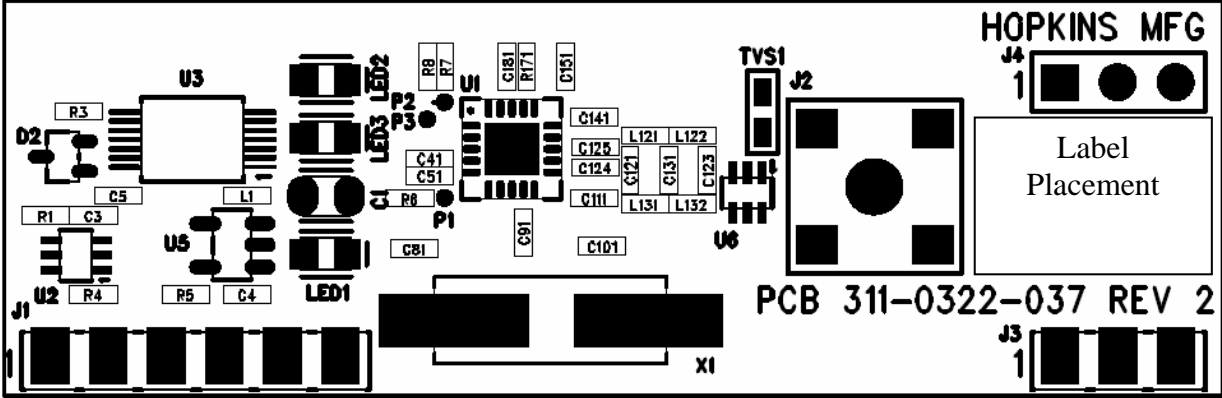 HOPKINS MFG
J4
1
TVS1
J2
U3
LED2
R8
R7
C181
R171
C151
U1
P2
P3
R3
D2
LED3
C141
L121
L122
C125
C124
C121
C131
C123
C41
C51
C5
L1
C1
R6
P1
C111
L131
L132
Label
Placement
R1
C3
U5
C91
U6
C81
C101
U2
R4
R5
C4
LED1
PCB 311-0322-037 REV 2
J1
1
X1
J3
1
1
1
1